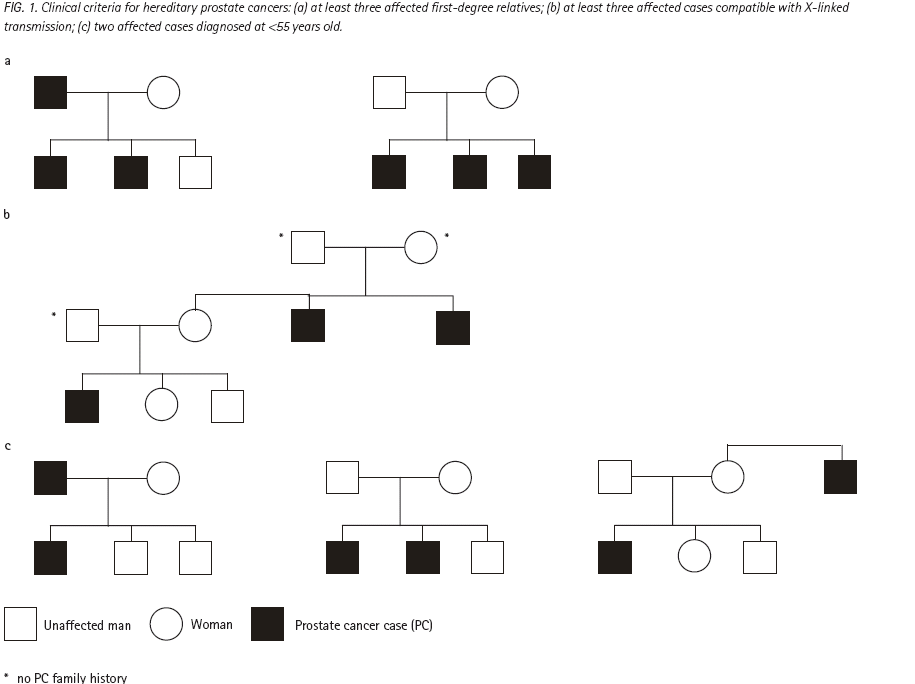 FIG. 1. Clinical criteria for hereditary prostate cancers: (a) at least three affected first-degree relatives; (b) at least three affected cases compatible with X-linked
transmission; (c) two affected cases diagnosed at <55 years old.
a
b
*
*
*
c
Unaffected man
Woman
Prostate cancer case (PC)
* no PC family history